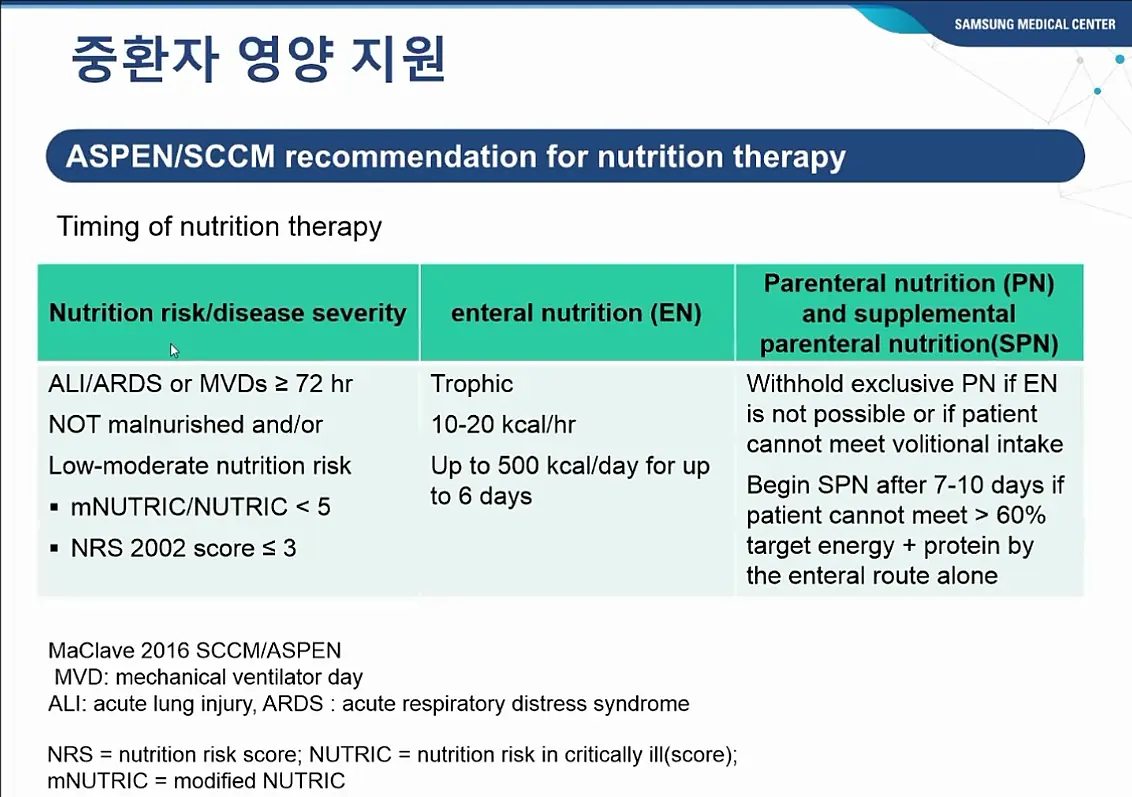 SAMSUNG MEDICAL CENTER
중환자 영양 지원
ASPEN/SCCM recommendation for nutrition therapy
Timing of nutrition therapy
Nutrition risk/disease severity
enteral nutrition (EN)
Parenteral nutrition (PN)
and supplemental
parenteral nutrition(SPN)
ALI/ARDS or MVDs ≥ 72 hr
NOT malnurished and/or
Low-moderate nutrition risk
▪ mNUTRIC/NUTRIC < 5
▪ NRS 2002 score ≤ 3
Trophic
10-20 kcal/hr
Up to 500 kcal/day for up
to 6 days
Withhold exclusive PN if EN
is not possible or if patient
cannot meet volitional intake
Begin SPN after 7-10 days if
patient cannot meet > 60%
target energy + protein by
the enteral route alone
MaClave 2016 SCCM/ASPEN
MVD: mechanical ventilator day
ALI: acute lung injury, ARDS : acute respiratory distress syndrome
NRS = nutrition risk score; NUTRIC = nutrition risk in critically ill(score);
mNUTRIC = modified NUTRIC